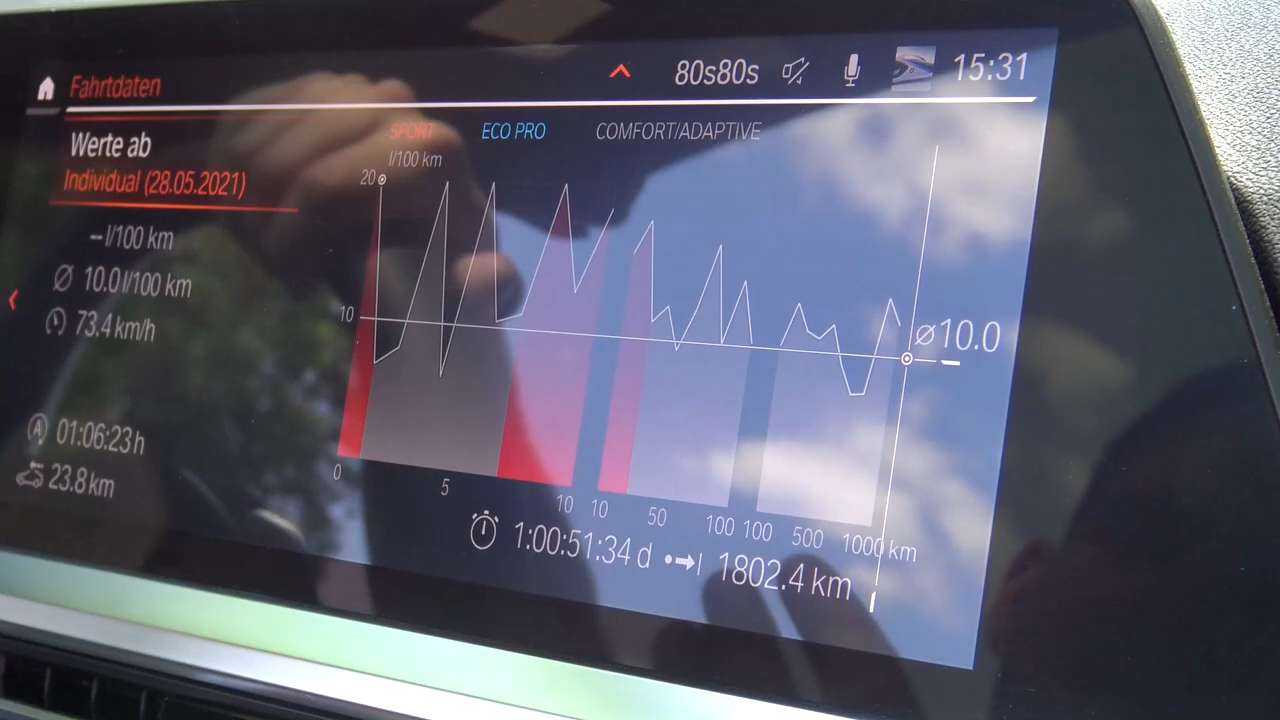 Fahrtdaten
80s80s
15:31
Werte ab
Individual (28.05.2021)
SPORT ECO PRO COMFORT/ADAPTIVE
l/100 km
20
10
– l/100 km
Ø 10.0 l/100 km
73.4 km/h
Ø10.0
A 01:06:23 h
23.8 km
0 5 10 10 50 100 100 500 1000 km
1:00:51:34 d 1802.4 km